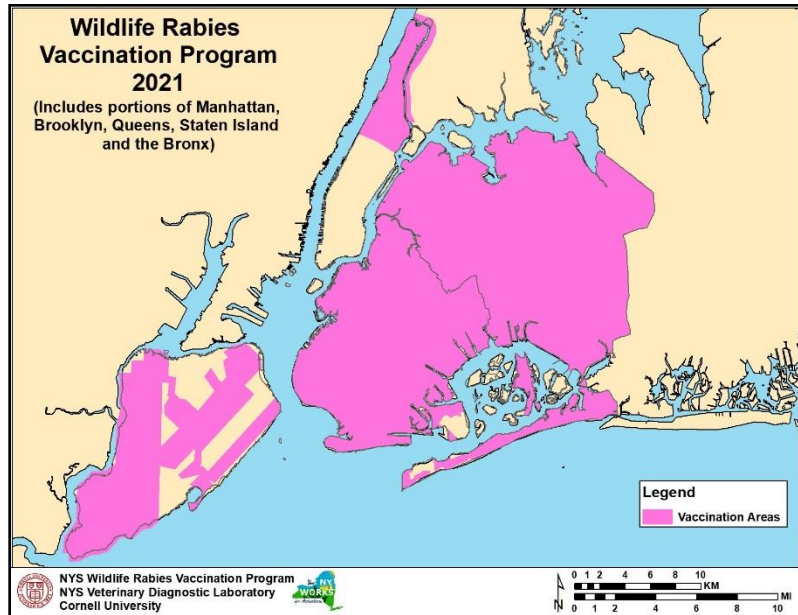 Wildlife Rabies
Vaccination Program
2021
(Includes portions of Manhattan,
Brooklyn, Queens, Staten Island
and the Bronx)
Legend
Vaccination Areas
NYS Wildlife Rabies Vaccination Program
NYS Veterinary Diagnostic Laboratory
Cornell University
NY
WORKS
N
0 1 2 4 6 8 10
KM
MI
0 1 2 4 6 8 10